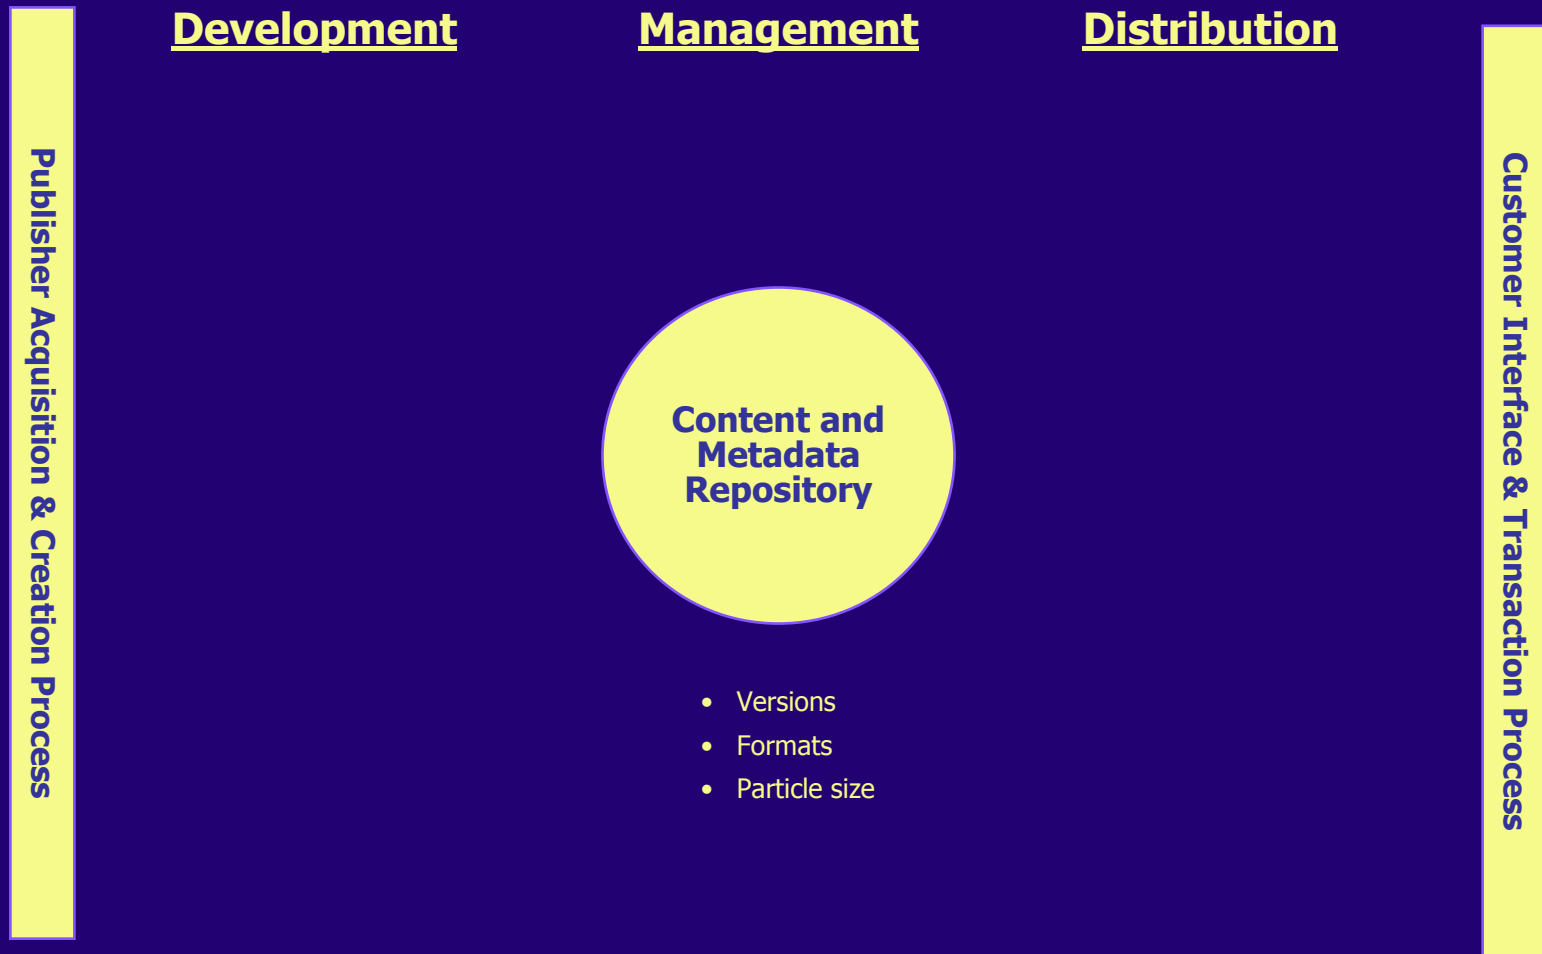 Development
Management
Distribution
Publisher Acquisition & Creation Process
Content and
Metadata
Repository
• Versions
• Formats
• Particle size
Customer Interface & Transaction Process